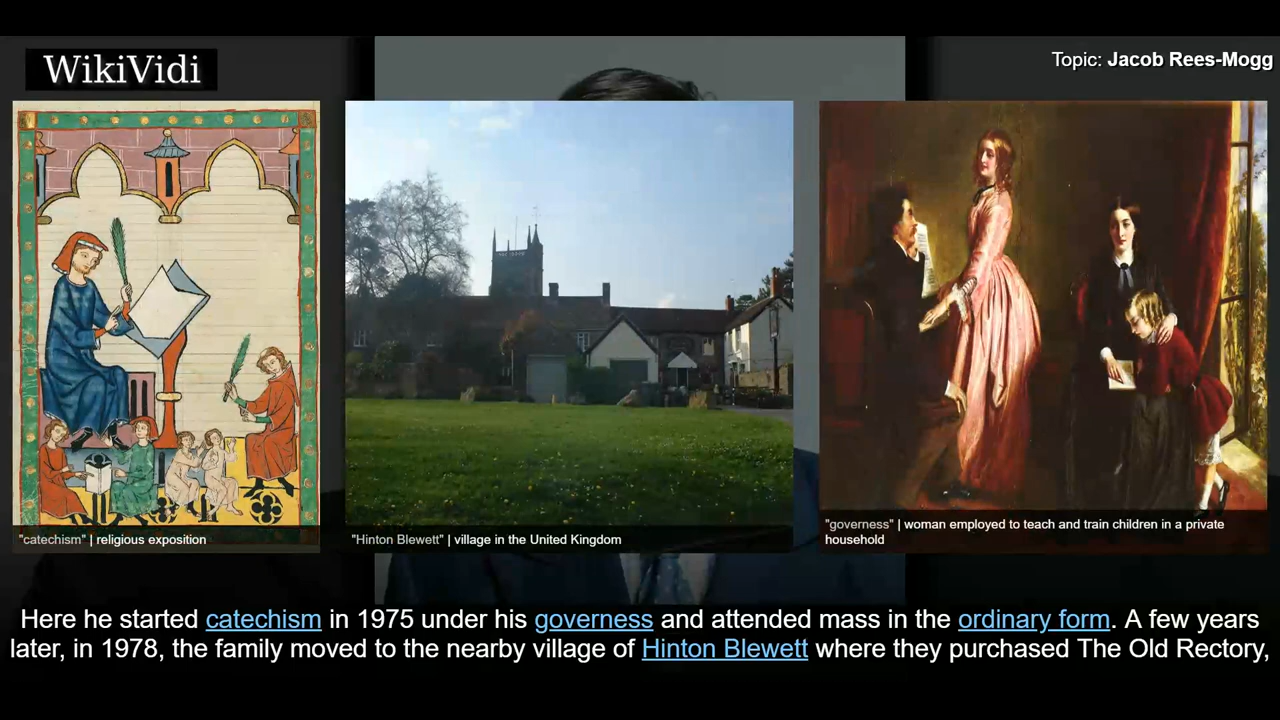 WikiVidi
Topic: Jacob Rees-Mogg
"catechism" | religious exposition
"Hinton Blewett" | village in the United Kingdom
"governess" | woman employed to teach and train children in a private
household
Here he started catechism in 1975 under his governess and attended mass in the ordinary form. A few years
later, in 1978, the family moved to the nearby village of Hinton Blewett where they purchased The Old Rectory,